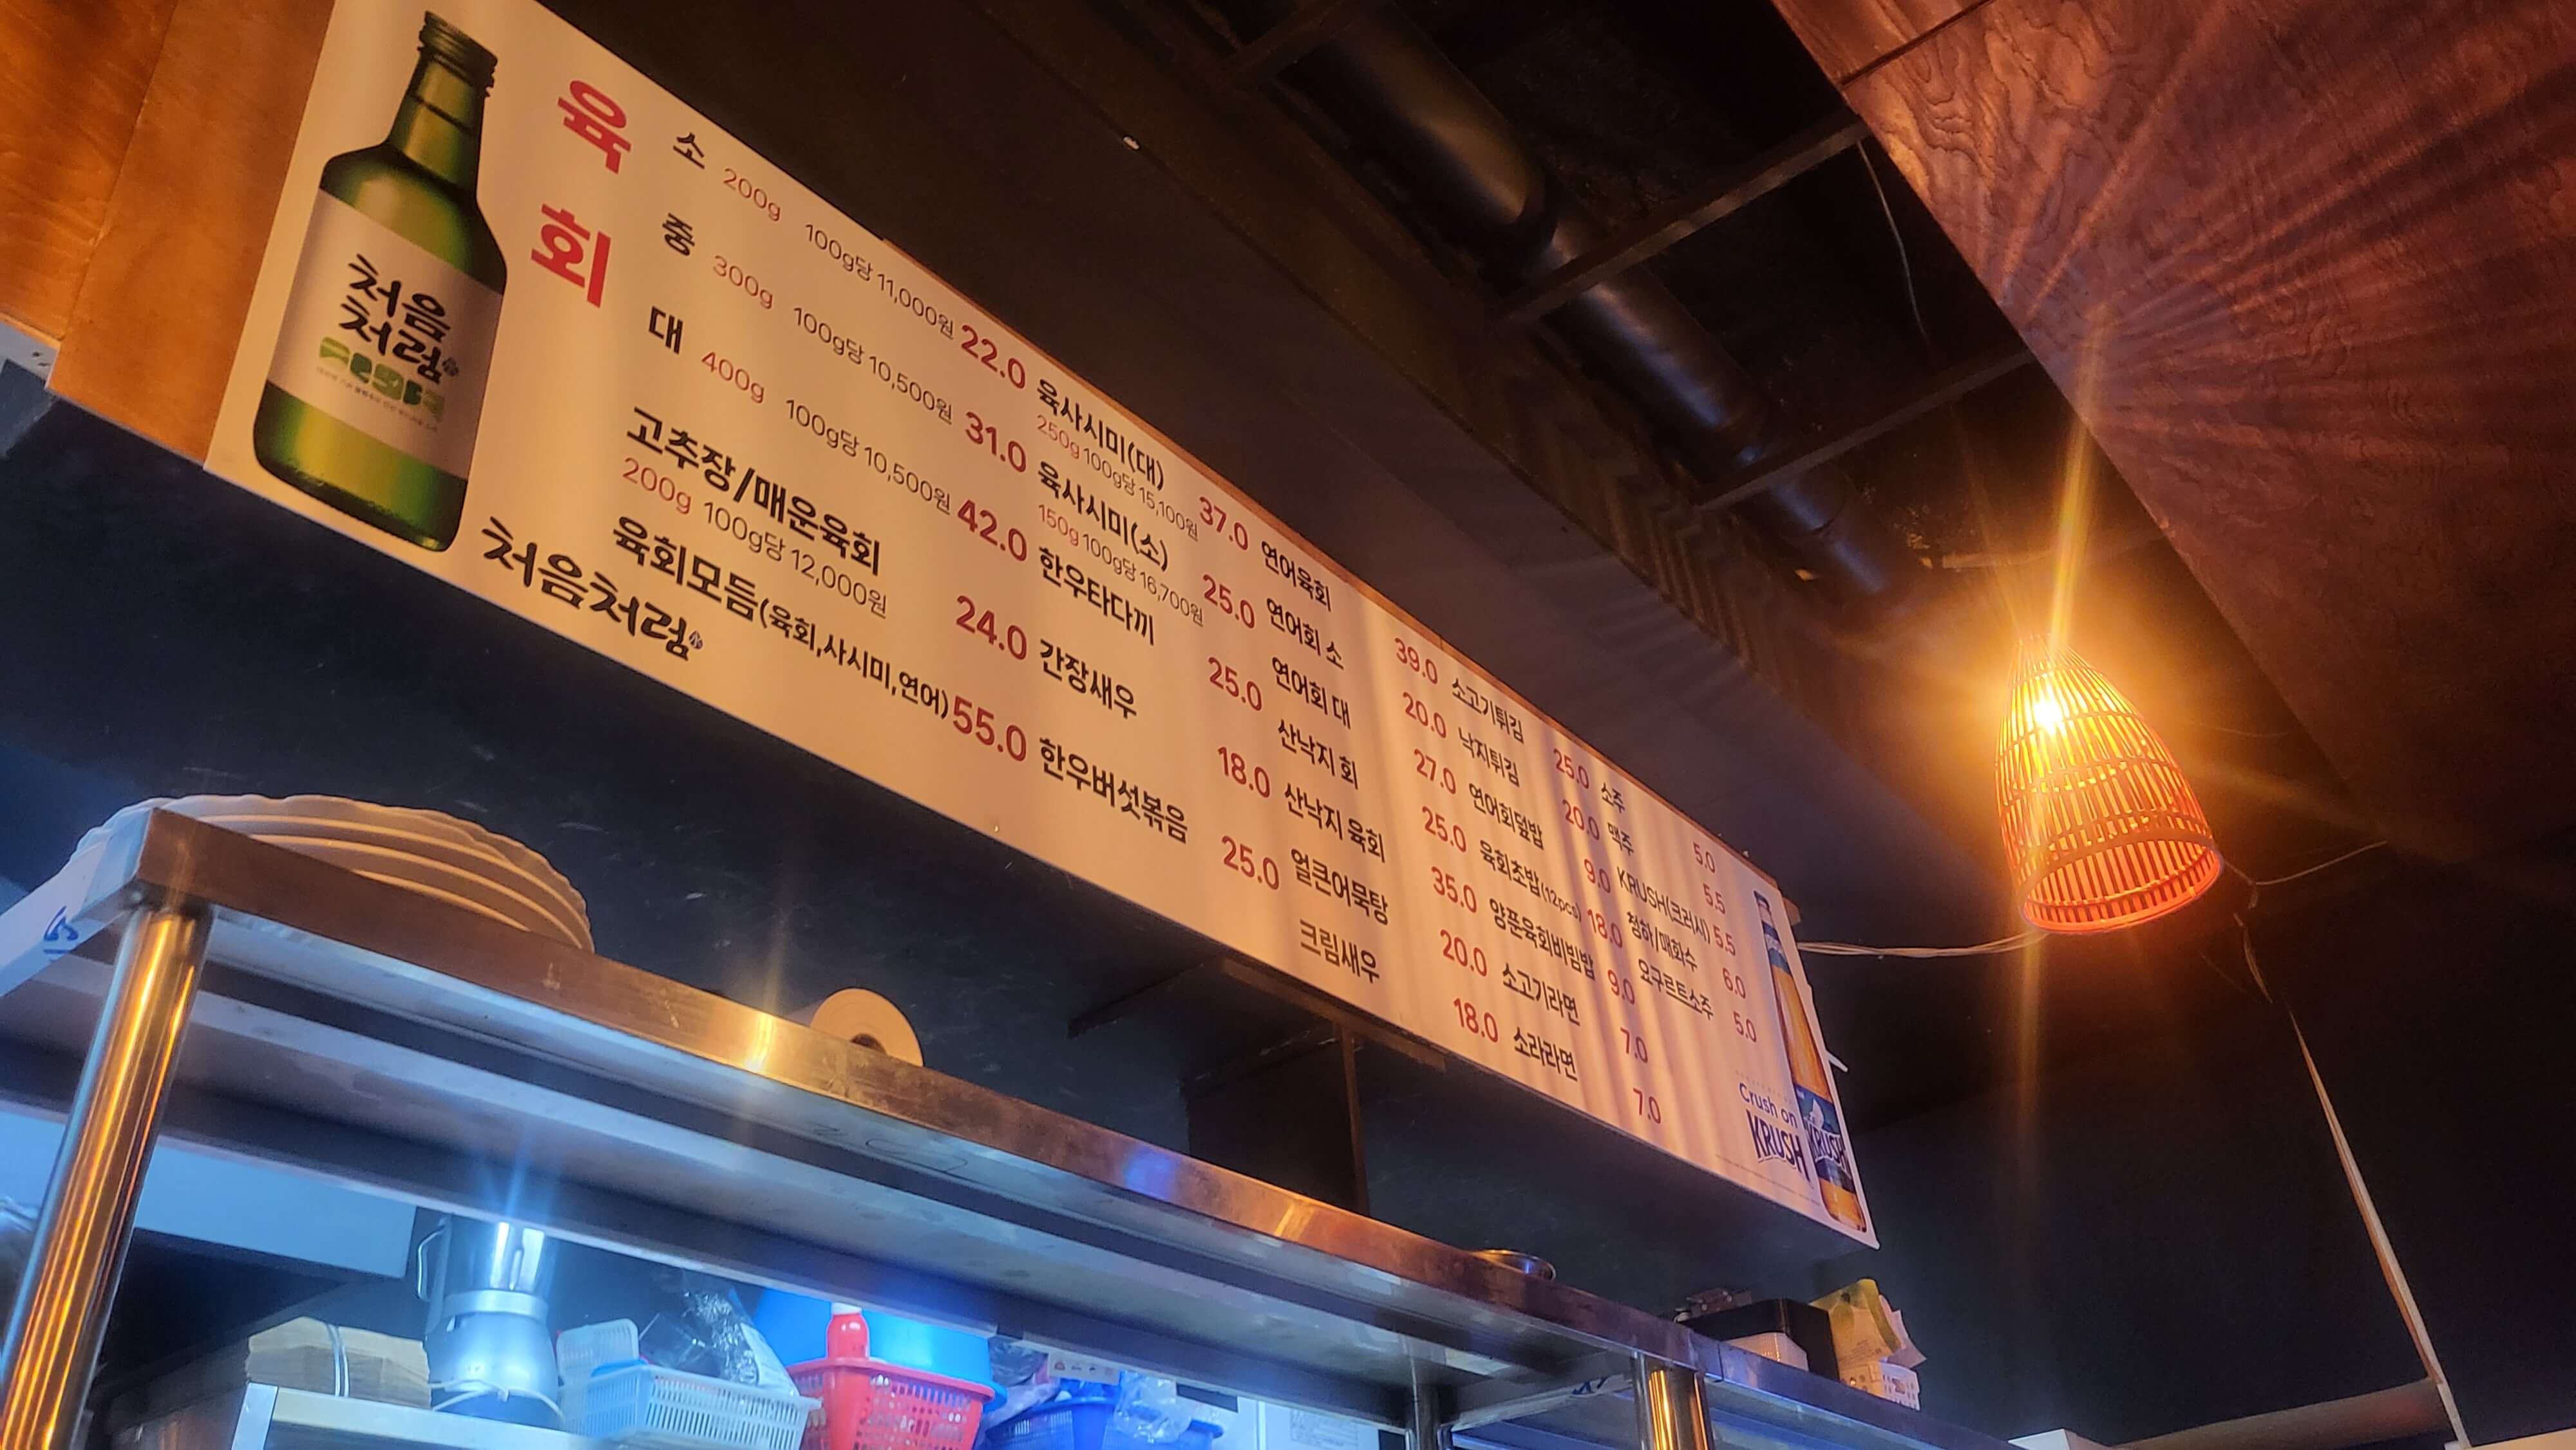 처음
처럼
육
회
소 200g 100g당 11,000원 22.0
중 300g 100g당 10,500원 31.0
대 400g 100g당 10,500원 42.0
고추장/매운육회
200g 100g당 12,000원 24.0
육회모듬(육회,사시미,연어) 55.0
처음처럼
육사시미(대) 37.0
250g 100g당 15,100원
육사시미(소) 25.0
150g 100g당 16,700원
한우타다끼 25.0
간장새우 18.0
한우버섯볶음 25.0
연어육회 39.0
연어회 소 20.0
연어회 대 27.0
산낙지 회 25.0
산낙지 육회 35.0
얼큰어묵탕 20.0
크림새우 18.0
소고기튀김 25.0
낙지튀김 20.0
연어회덮밥 9.0
육회초밥(12pcs) 18.0
양푼육회비빔밥 9.0
소고기라면 7.0
소라라면 7.0
소주 5.0
맥주 5.5
KRUSH(크러시) 5.5
청하/매화수 6.0
요구르트소주 5.0
Crush on
KRUSH
KRUSH